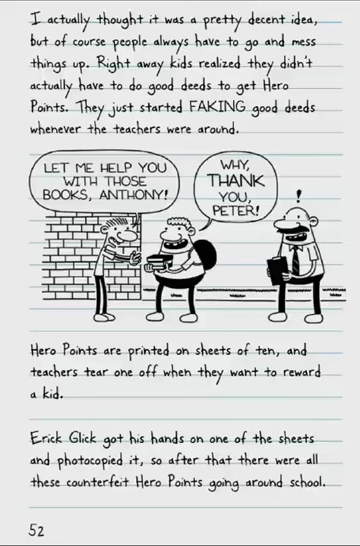 I actually thought it was a pretty decent idea,
but of course people always have to go and mess
things up. Right away kids realized they didn't
actually have to do good deeds to get Hero
Points. They just started FAKING good deeds
whenever the teachers were around.
LET ME HELP YOU
WITH THOSE
BOOKS, ANTHONY!
WHY,
THANK
YOU,
PETER!
!
Hero Points are printed on sheets of ten, and
teachers tear one off when they want to reward
a kid.
Erick Glick got his hands on one of the sheets
and photocopied it, so after that there were all
these counterfeit Hero Points going around school.
52